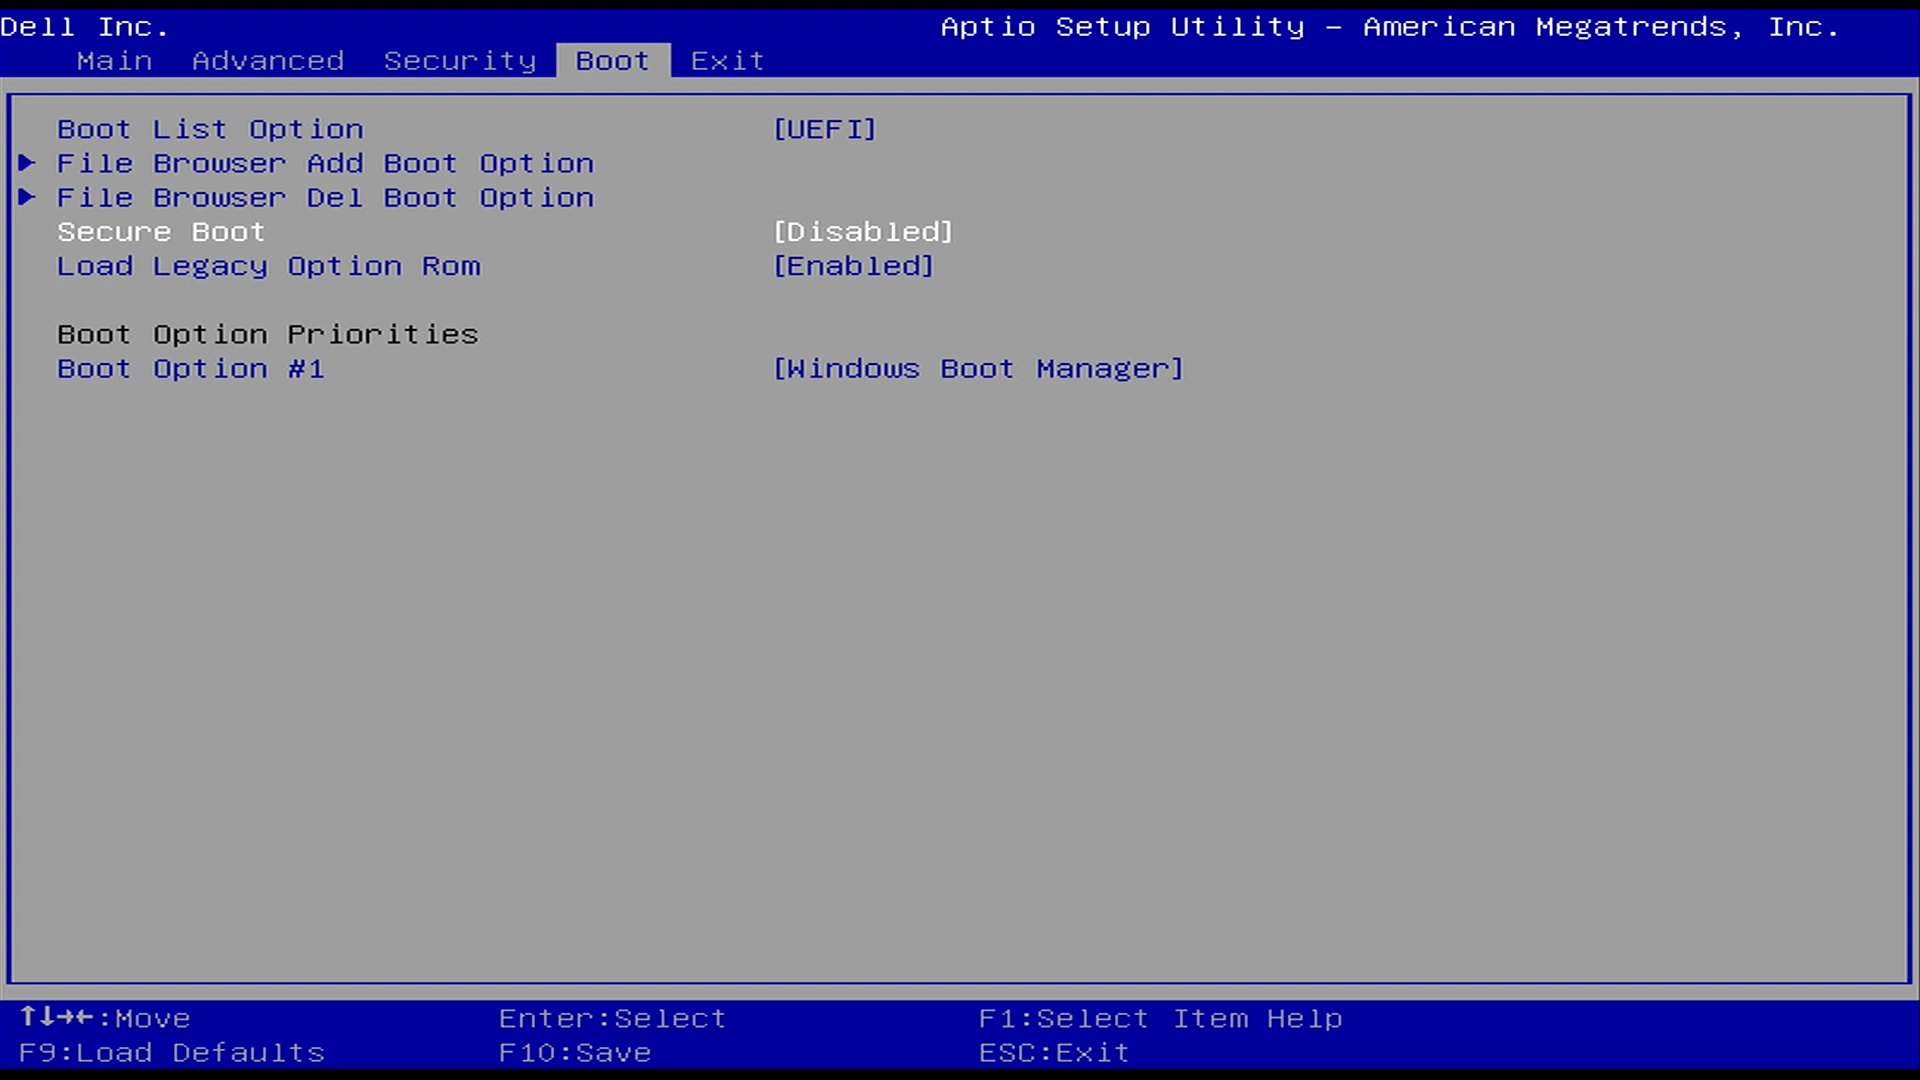 Dell Inc. Aptio Setup Utility - American Megatrends, Inc.
Main Advanced Security Boot Exit
Boot List Option [UEFI]
▶ File Browser Add Boot Option
▶ File Browser Del Boot Option
Secure Boot [Disabled]
Load Legacy Option Rom [Enabled]
Boot Option Priorities
Boot Option #1 [Windows Boot Manager]
↑↓→←:Move Enter:Select F1:Select Item Help
F9:Load Defaults F10:Save ESC:Exit